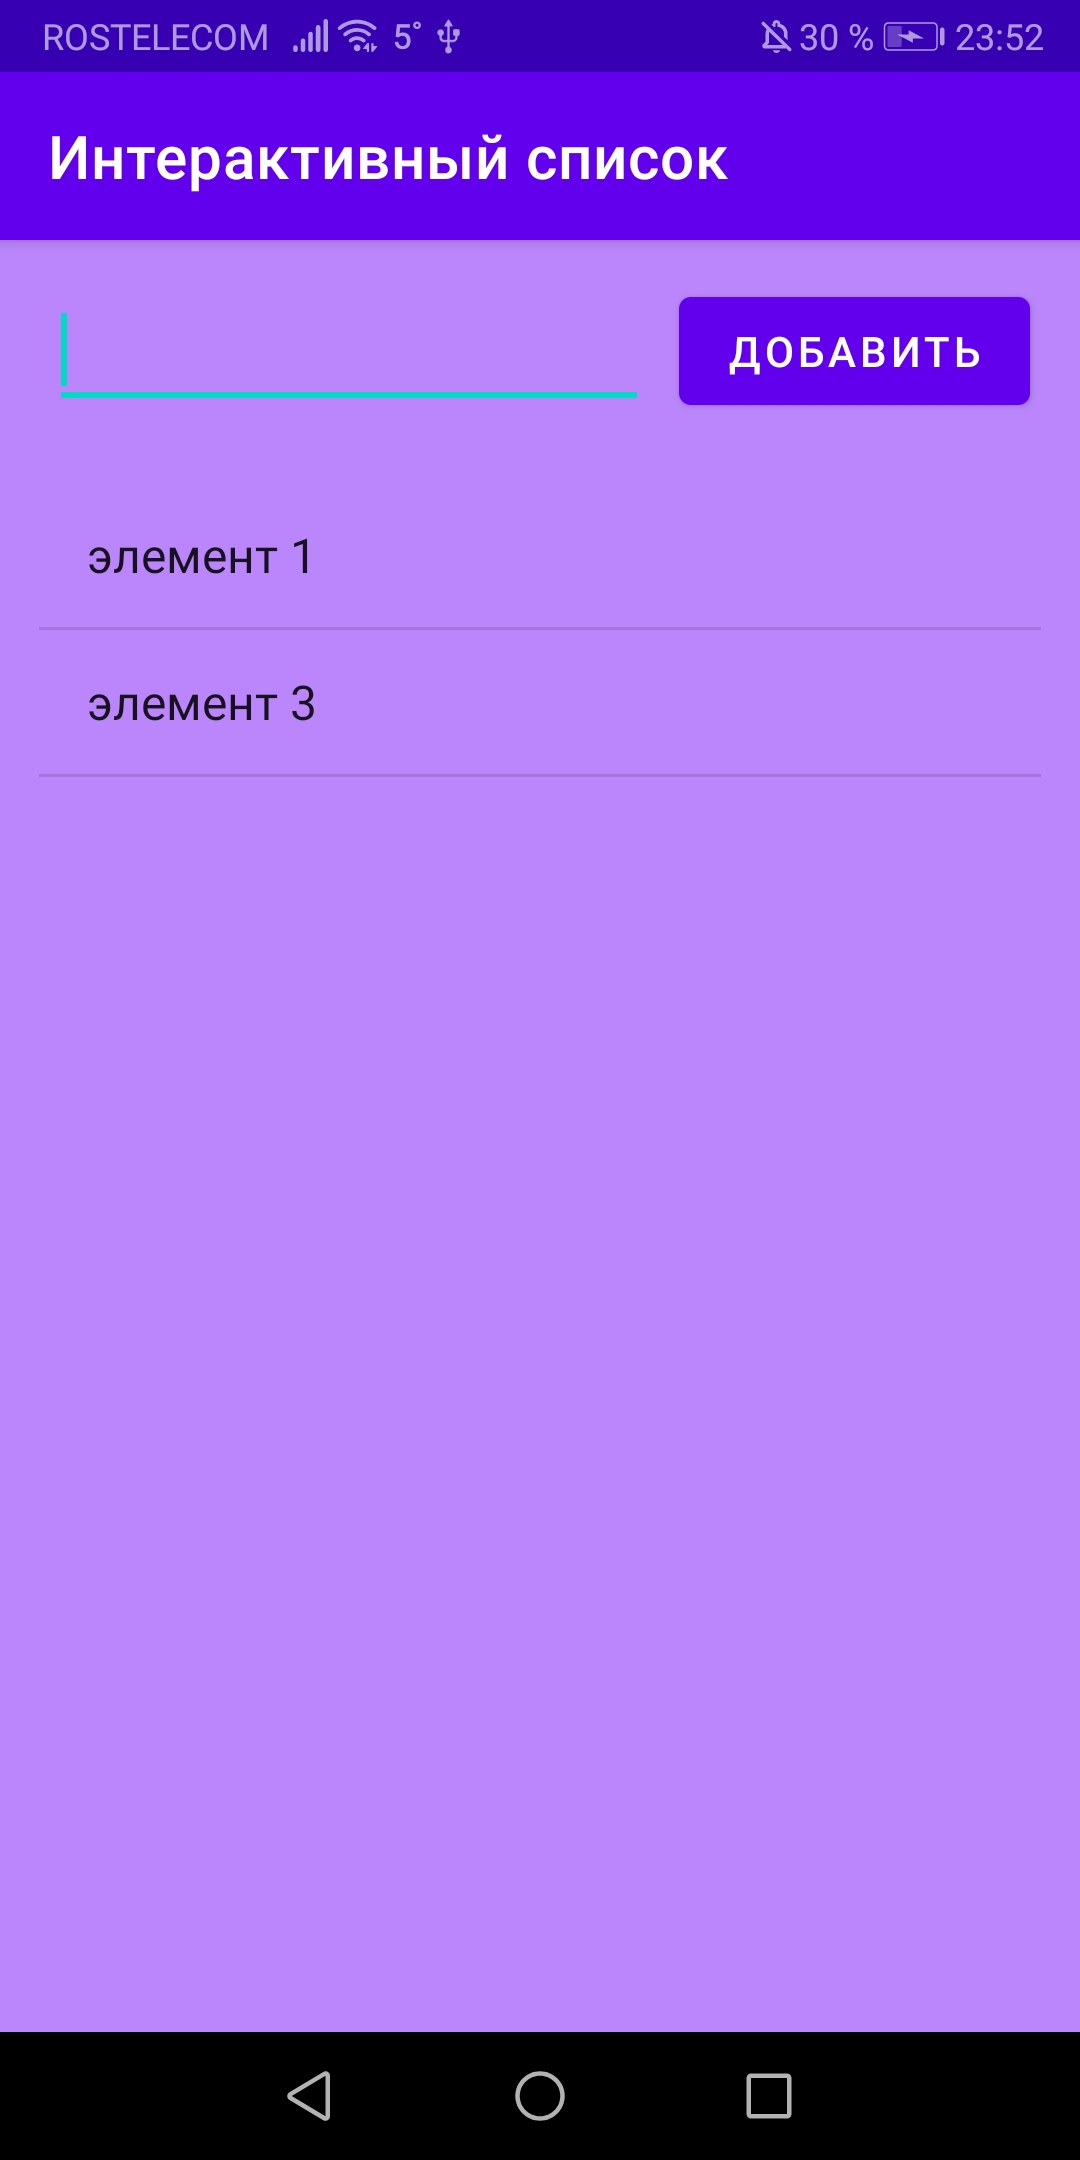 ROSTELECOM 5° 30 % 23:52
Интерактивный список
ДОБАВИТЬ
элемент 1
элемент 3